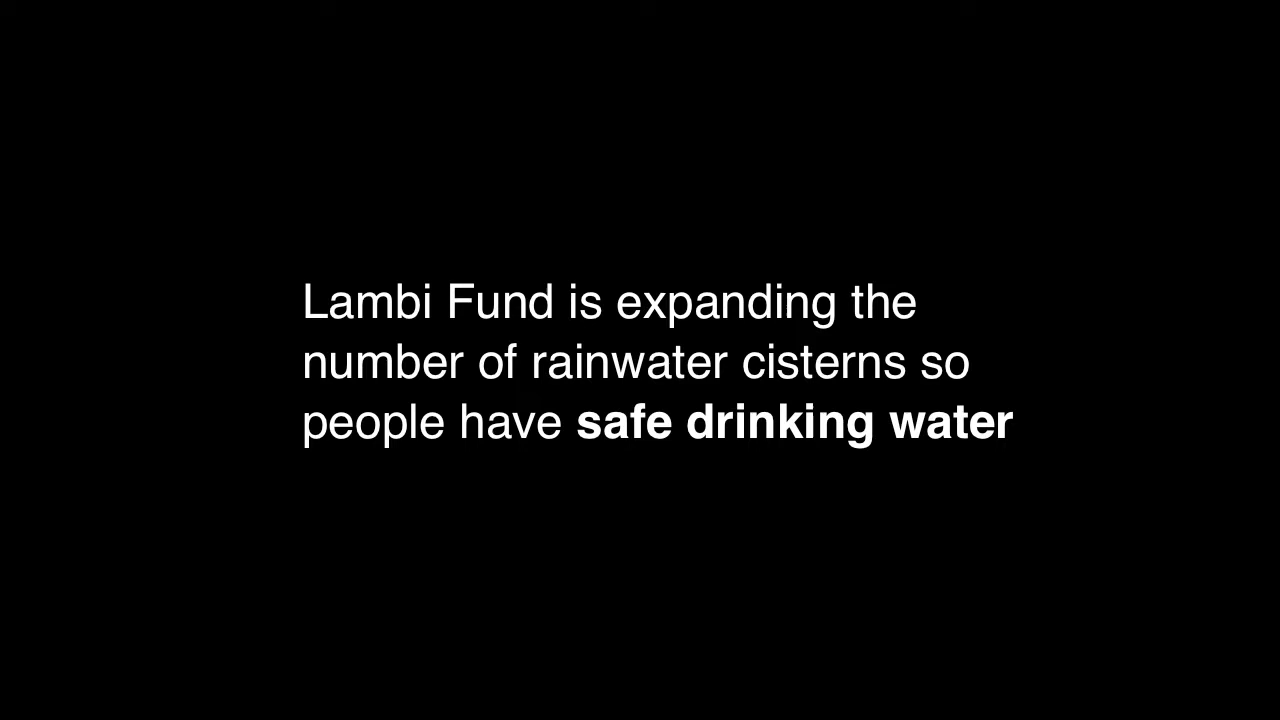 Lambi Fund is expanding the
number of rainwater cisterns so
people have safe drinking water